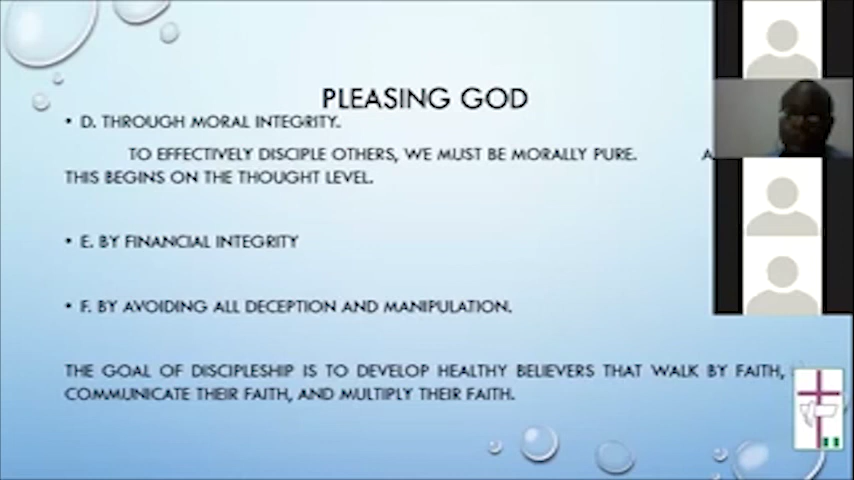 PLEASING GOD
• D. THROUGH MORAL INTEGRITY.
TO EFFECTIVELY DISCIPLE OTHERS, WE MUST BE MORALLY PURE. A
THIS BEGINS ON THE THOUGHT LEVEL.
• E. BY FINANCIAL INTEGRITY
• F. BY AVOIDING ALL DECEPTION AND MANIPULATION.
THE GOAL OF DISCIPLESHIP IS TO DEVELOP HEALTHY BELIEVERS THAT WALK BY FAITH,
COMMUNICATE THEIR FAITH, AND MULTIPLY THEIR FAITH.